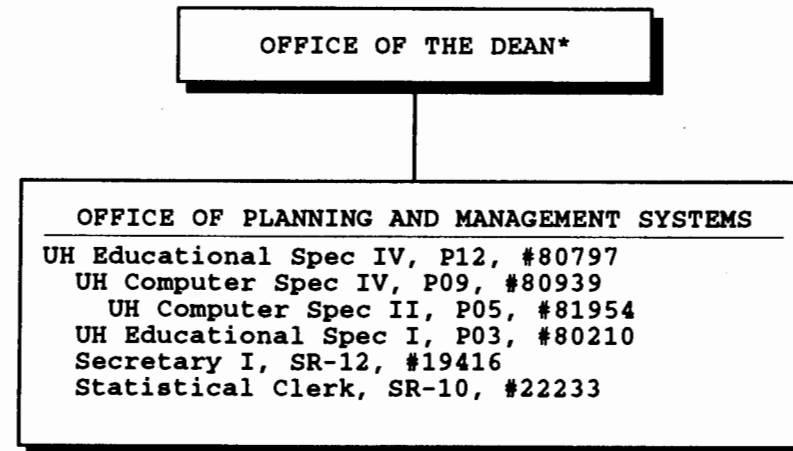 OFFICE OF THE DEAN*
OFFICE OF PLANNING AND MANAGEMENT SYSTEMS
UH Educational Spec IV, P12, #80797
UH Computer Spec IV, P09, #80939
UH Computer Spec II, P05, #81954
UH Educational Spec I, P03, #80210
Secretary I, SR-12, #19416
Statistical Clerk, SR-10, #22233